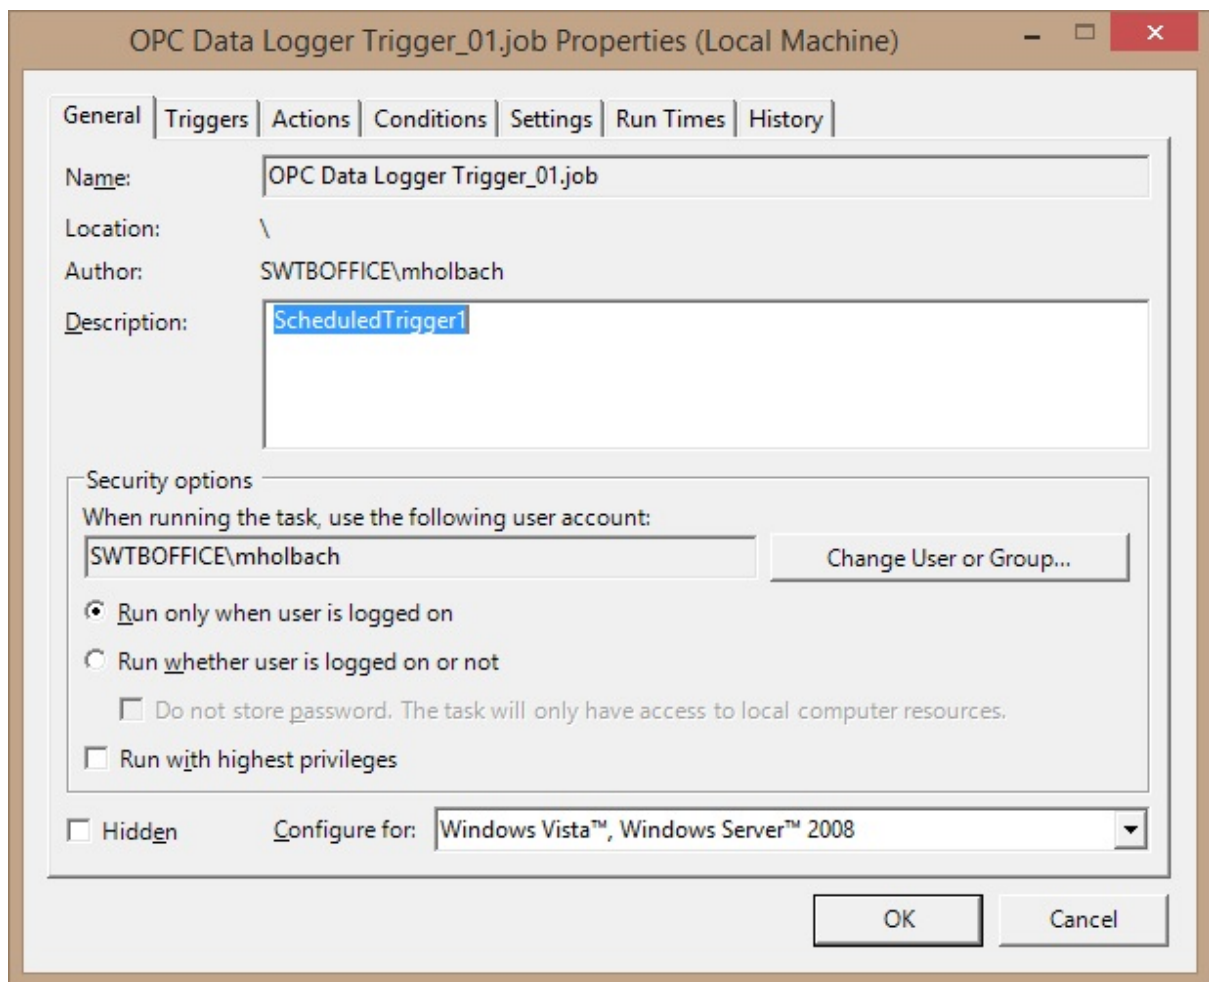 OPC Data Logger Trigger_01.job Properties (Local Machine)
General Triggers Actions Conditions Settings Run Times History
Name: OPC Data Logger Trigger_01.job
Location: \
Author: SWTBOFFICE\mholbach
Description: ScheduledTrigger1
Security options
When running the task, use the following user account:
SWTBOFFICE\mholbach Change User or Group...
Run only when user is logged on
Run whether user is logged on or not
Do not store password. The task will only have access to local computer resources.
Run with highest privileges
Hidden Configure for: Windows Vista™, Windows Server™ 2008
OK Cancel